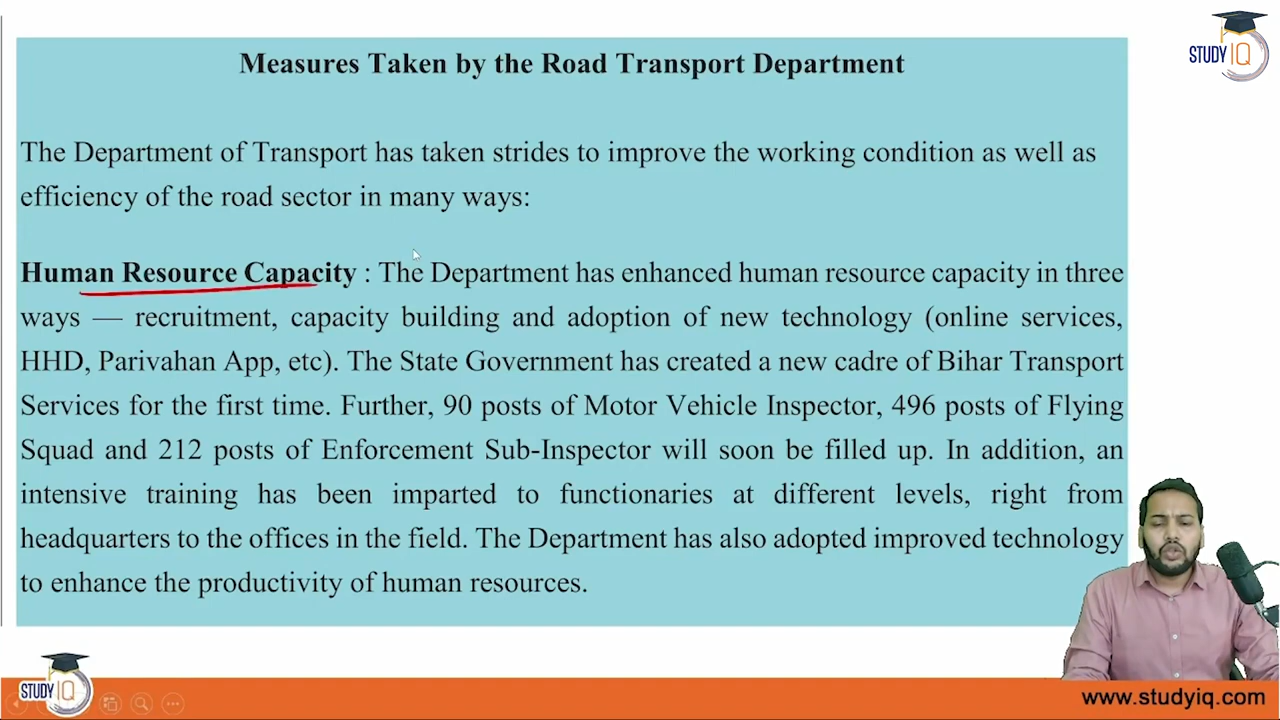 STUDY IQ
Measures Taken by the Road Transport Department
The Department of Transport has taken strides to improve the working condition as well as
efficiency of the road sector in many ways:
Human Resource Capacity : The Department has enhanced human resource capacity in three
ways — recruitment, capacity building and adoption of new technology (online services,
HHD, Parivahan App, etc). The State Government has created a new cadre of Bihar Transport
Services for the first time. Further, 90 posts of Motor Vehicle Inspector, 496 posts of Flying
Squad and 212 posts of Enforcement Sub-Inspector will soon be filled up. In addition, an
intensive training has been imparted to functionaries at different levels, right from
headquarters to the offices in the field. The Department has also adopted improved technology
to enhance the productivity of human resources.
STUDY IQ
www.studyiq.com